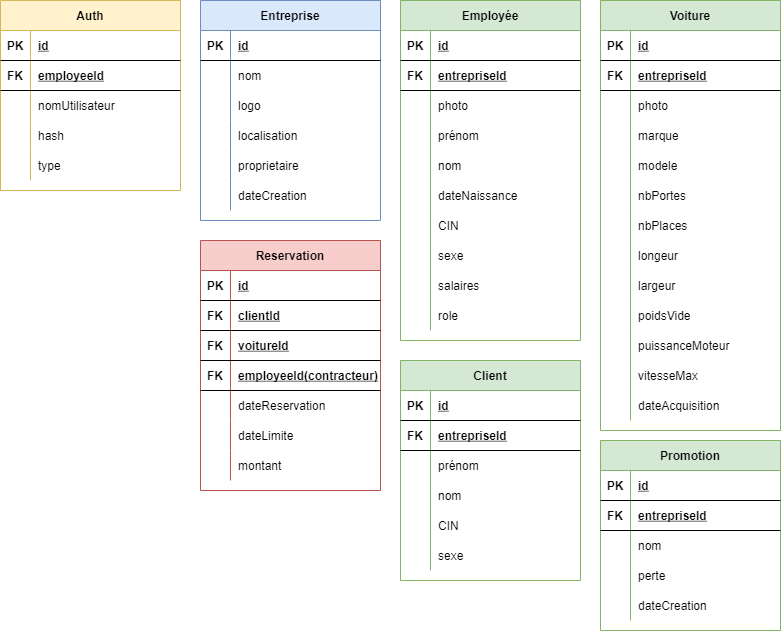 Auth
PK id
FK employeeId
nomUtilisateur
hash
type
Entreprise
PK id
nom
logo
localisation
proprietaire
dateCreation
Reservation
PK id
FK clientId
FK voitureId
FK employeeId(contracteur)
dateReservation
dateLimite
montant
Employée
PK id
FK entrepriseId
photo
prénom
nom
dateNaissance
CIN
sexe
salaires
role
Client
PK id
FK entrepriseId
prénom
nom
CIN
sexe
Voiture
PK id
FK entrepriseId
photo
marque
modele
nbPortes
nbPlaces
longeur
largeur
poidsVide
puissanceMoteur
vitesseMax
dateAcquisition
Promotion
PK id
FK entrepriseId
nom
perte
dateCreation